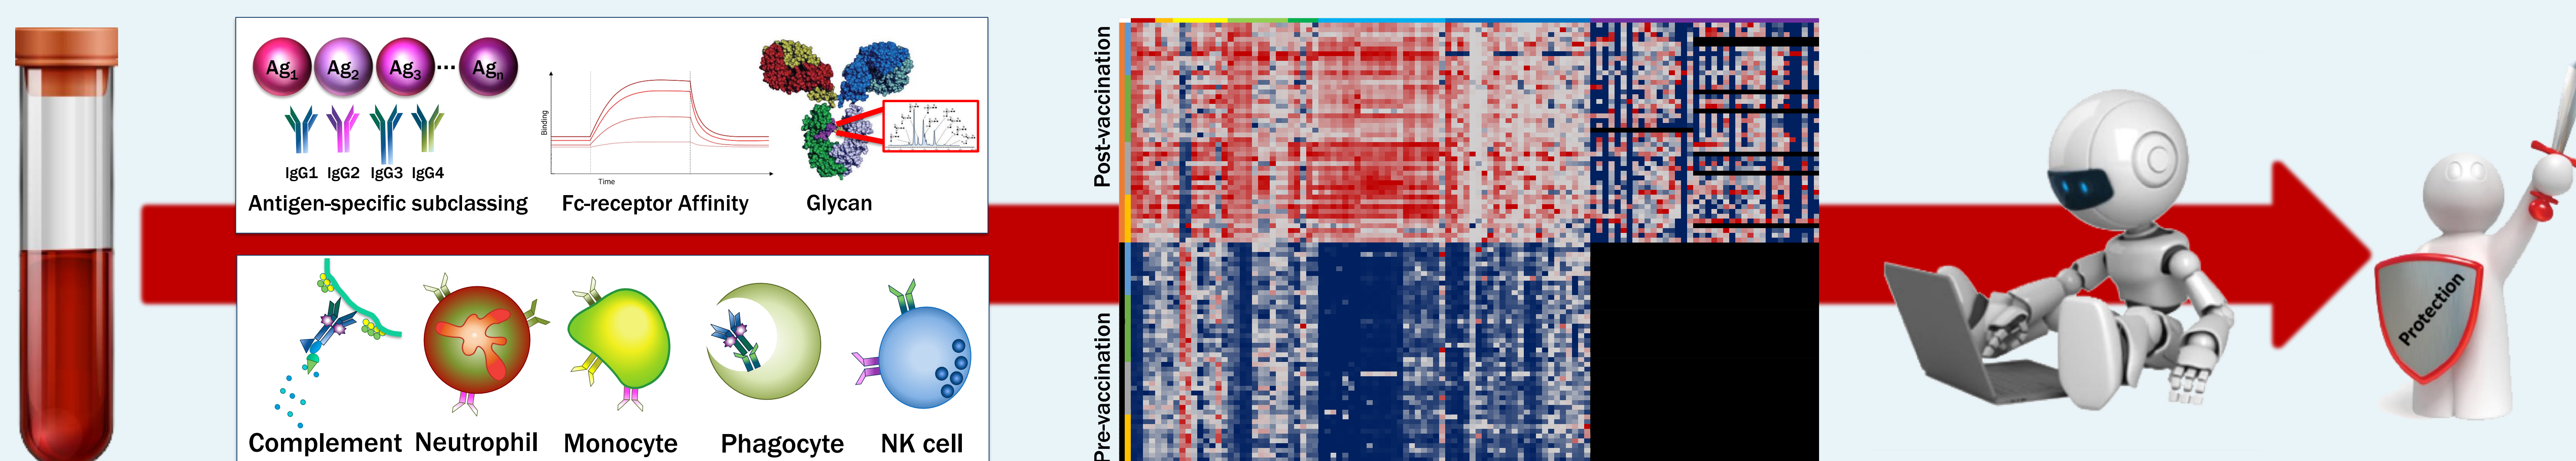 Ag1 Ag2 Ag3 ... Agn
IgG1 IgG2 IgG3 IgG4
Antigen-specific subclassing
Binding
Time
Fc-receptor Affinity
Glycan
Complement
Neutrophil
Monocyte
Phagocyte
NK cell
Post-vaccination
Pre-vaccination
Protection